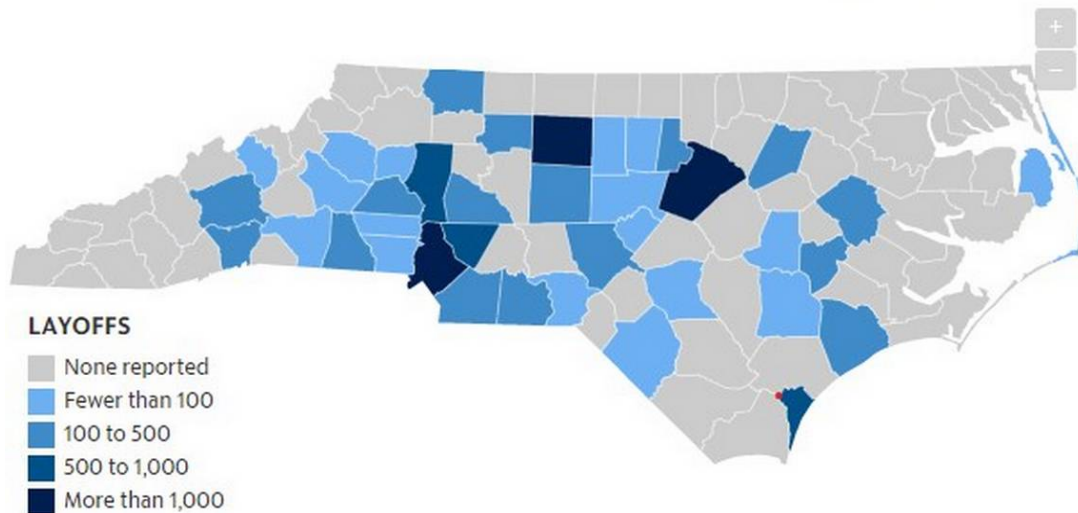 +
−
LAYOFFS
None reported
Fewer than 100
100 to 500
500 to 1,000
More than 1,000